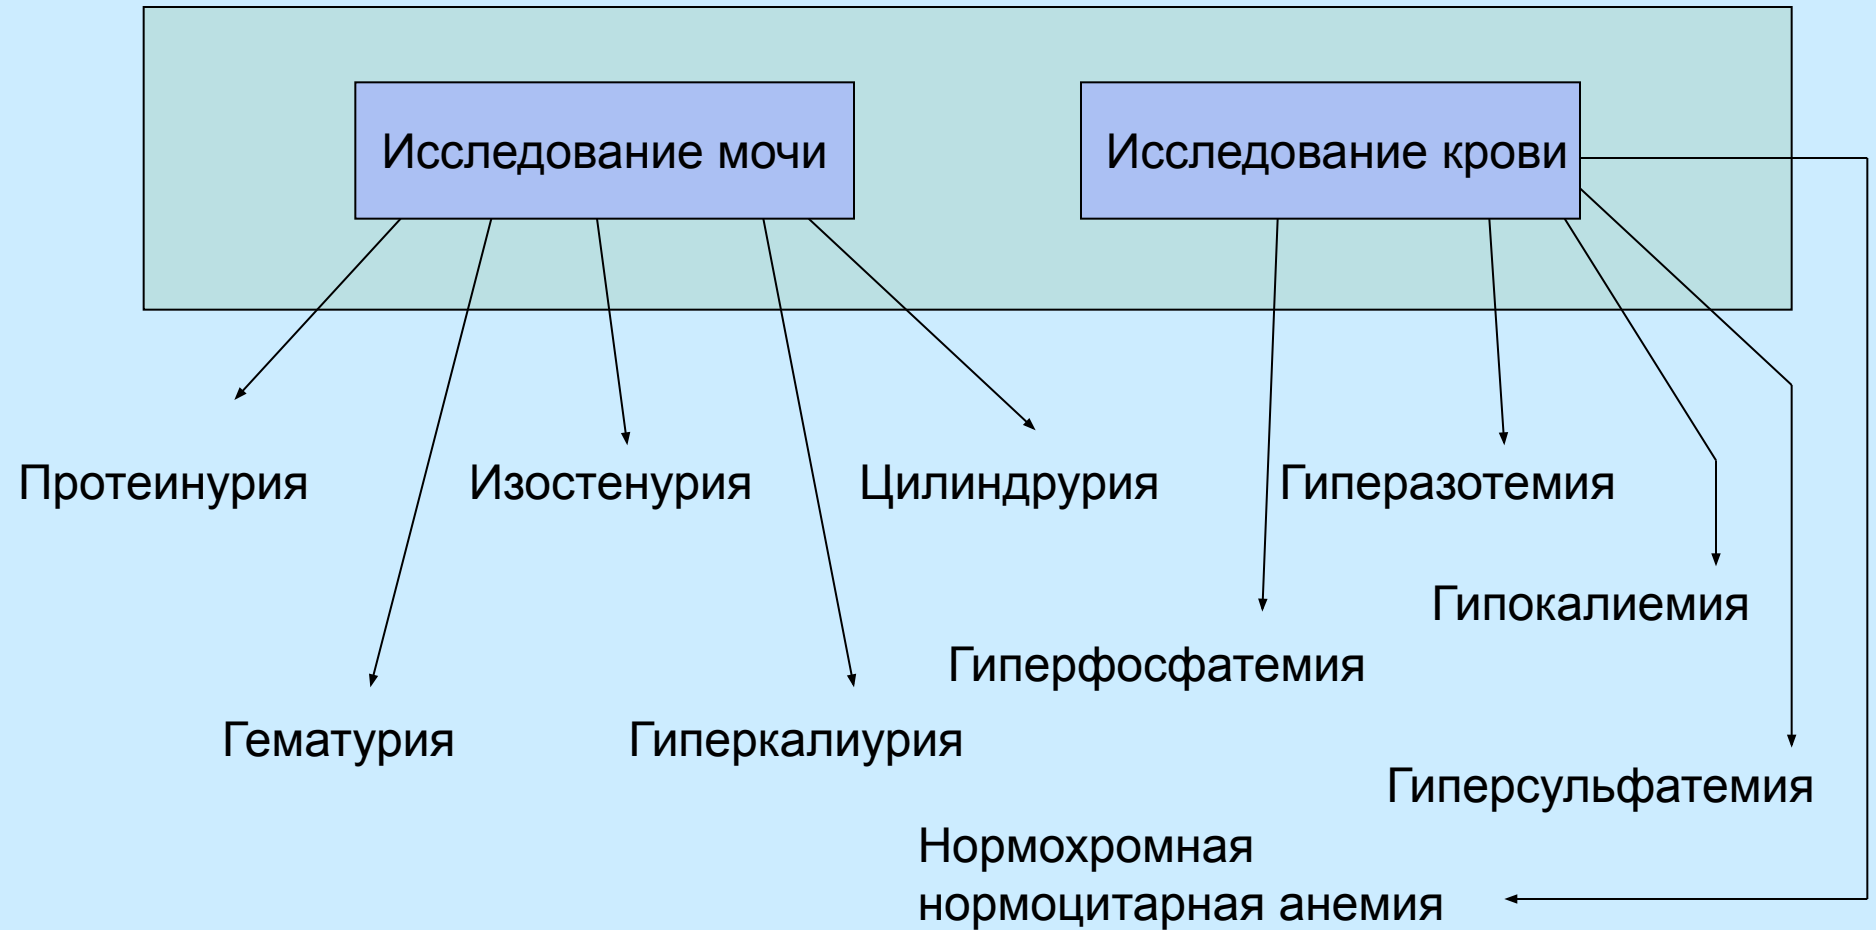 Исследование мочи
Исследование крови
Протеинурия
Изостенурия
Цилиндрурия
Гиперазотемия
Гипокалиемия
Гиперфосфатемия
Гематурия
Гиперкалиурия
Гиперсульфатемия
Нормохромная
нормоцитарная анемия